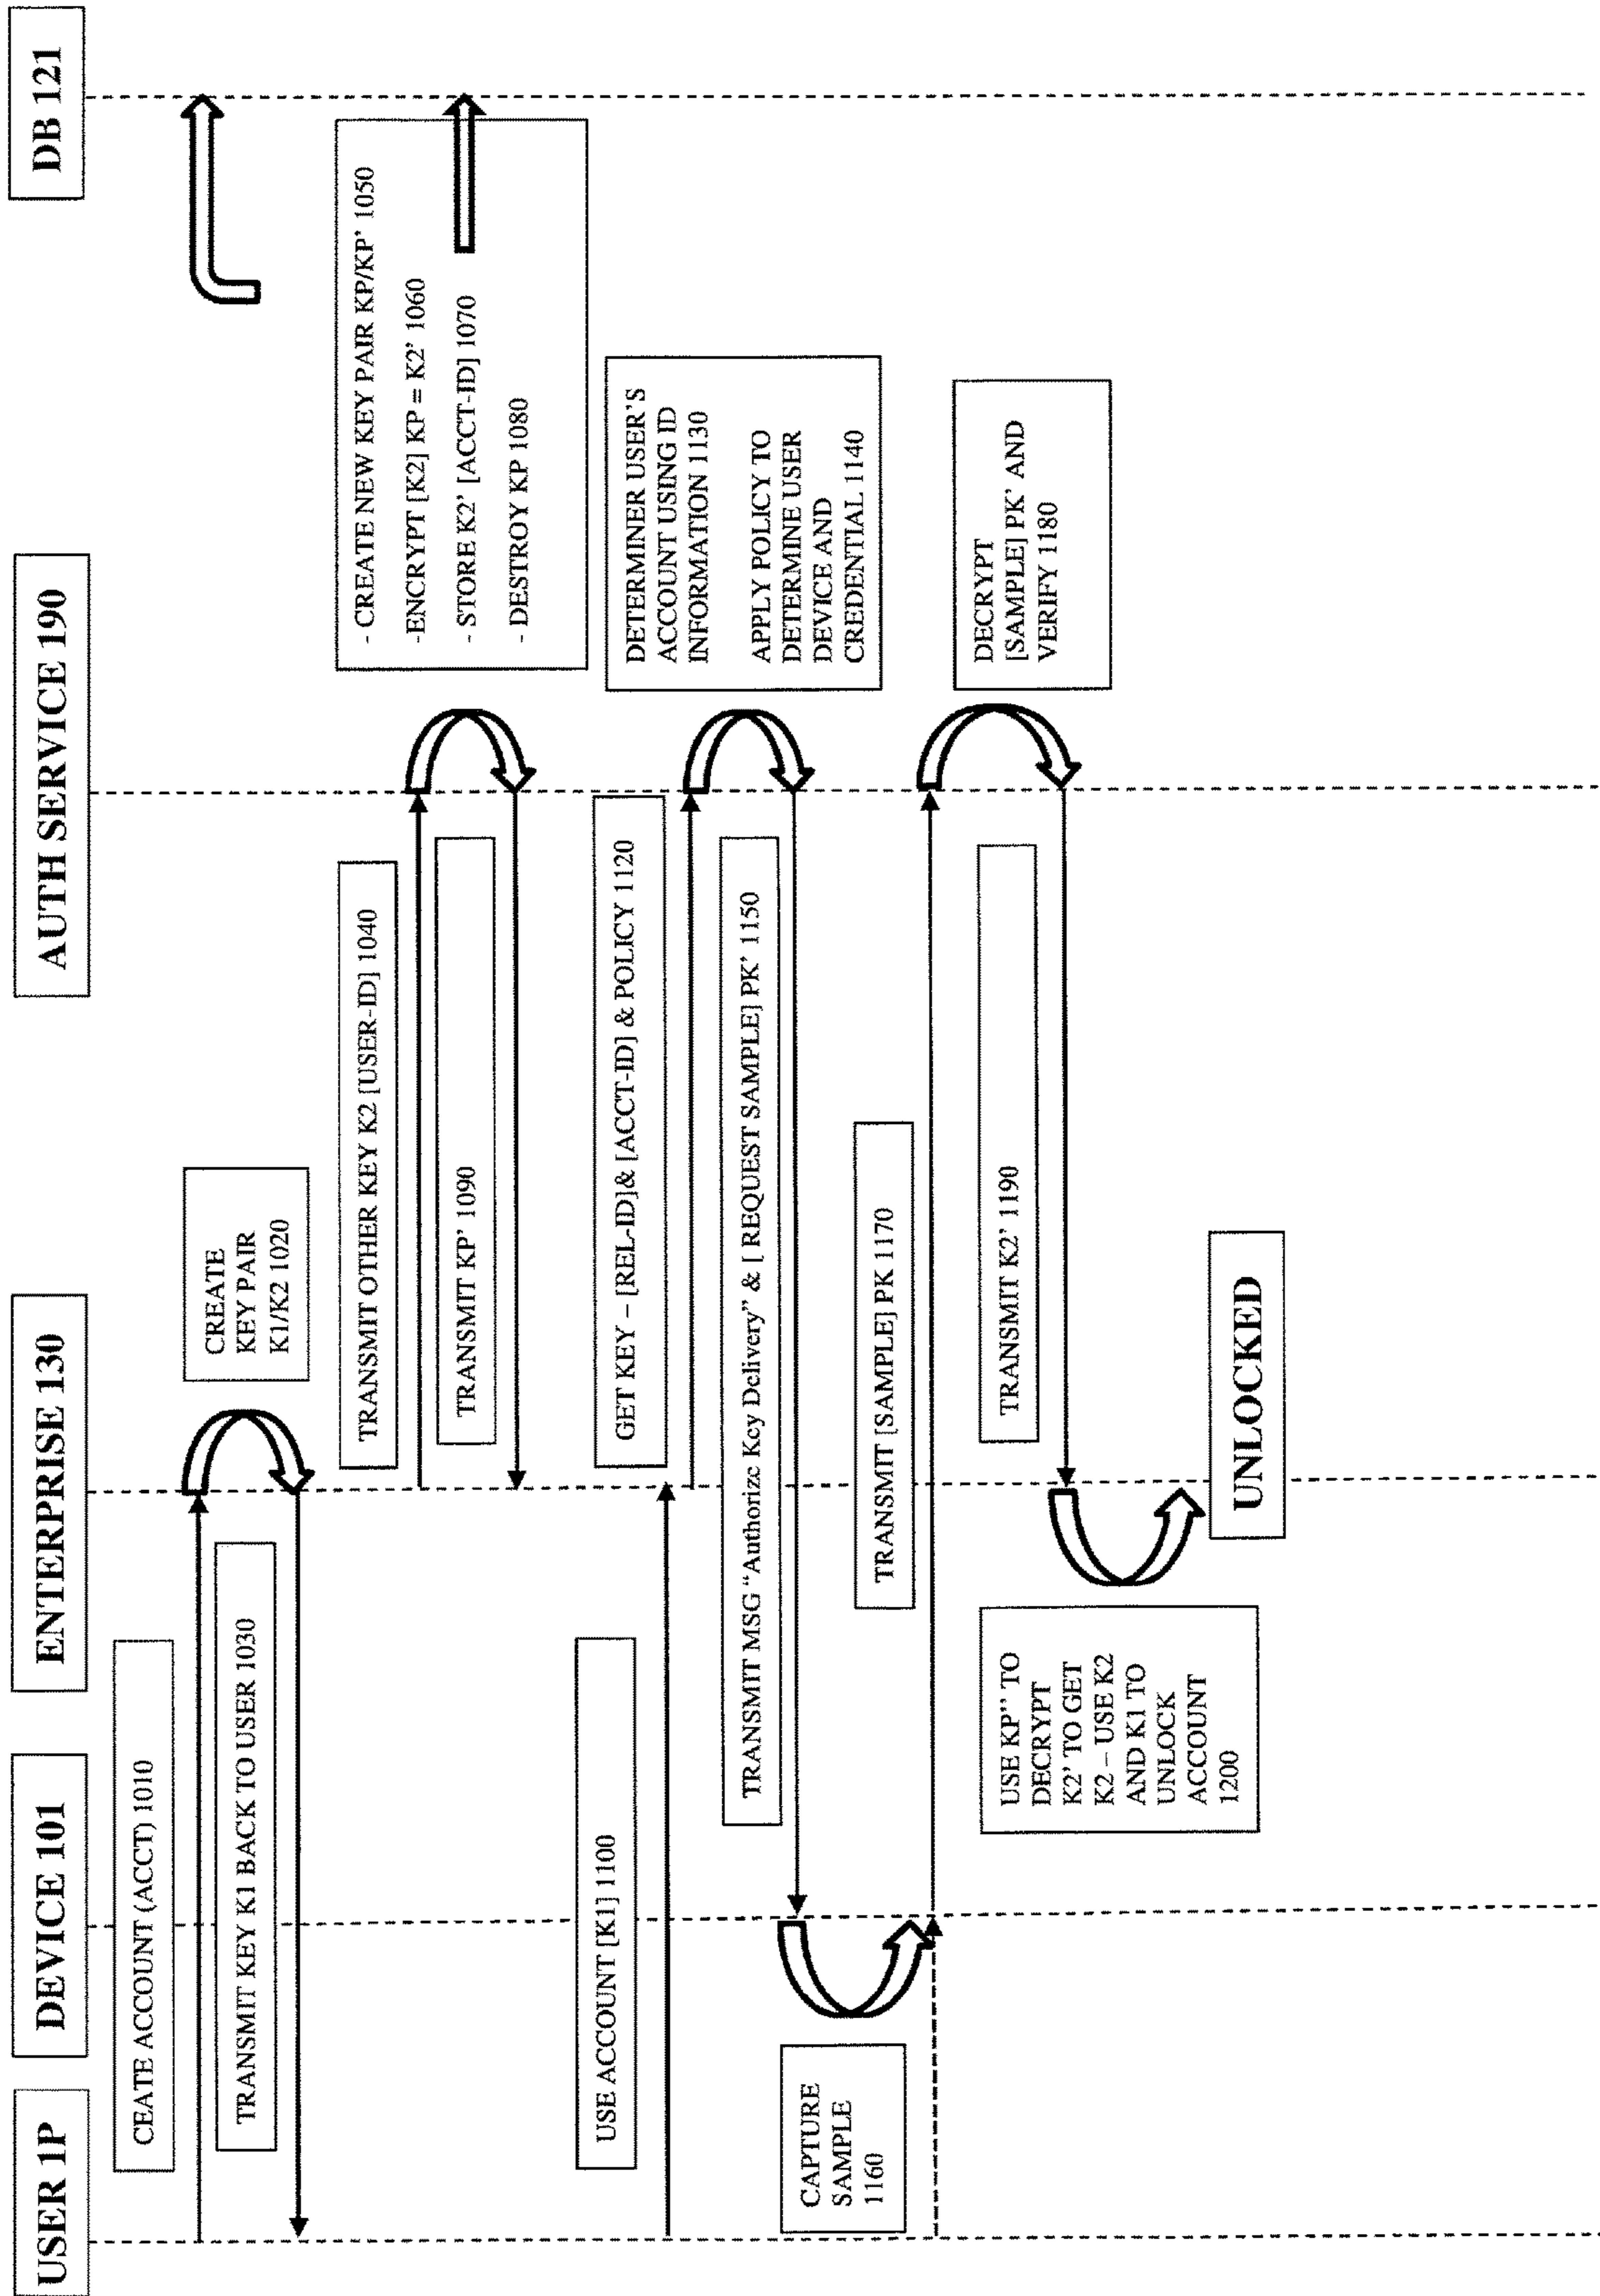 USER 1P
DEVICE 101
ENTERPRISE 130
AUTH SERVICE 190
DB 121
CEATE ACCOUNT (ACCT) 1010
CREATE
KEY PAIR
K1/K2 1020
TRANSMIT KEY K1 BACK TO USER 1030
TRANSMIT OTHER KEY K2 [USER-ID] 1040
- CREATE NEW KEY PAIR KP/KP' 1050
-ENCRYPT [K2] KP = K2' 1060
- STORE K2' [ACCT-ID] 1070
- DESTROY KP 1080
TRANSMIT KP' 1090
USE ACCOUNT [K1] 1100
GET KEY – [REL-ID]& [ACCT-ID] & POLICY 1120
DETERMINER USER'S
ACCOUNT USING ID
INFORMATION 1130
APPLY POLICY TO
DETERMINE USER
DEVICE AND
CREDENTIAL 1140
TRANSMIT MSG “Authorize Key Delivery” & [ REQUEST SAMPLE] PK' 1150
CAPTURE
SAMPLE
1160
TRANSMIT [SAMPLE] PK 1170
DECRYPT
[SAMPLE] PK' AND
VERIFY 1180
TRANSMIT K2' 1190
USE KP'' TO
DECRYPT
K2' TO GET
K2 – USE K2
AND K1 TO
UNLOCK
ACCOUNT
1200
UNLOCKED